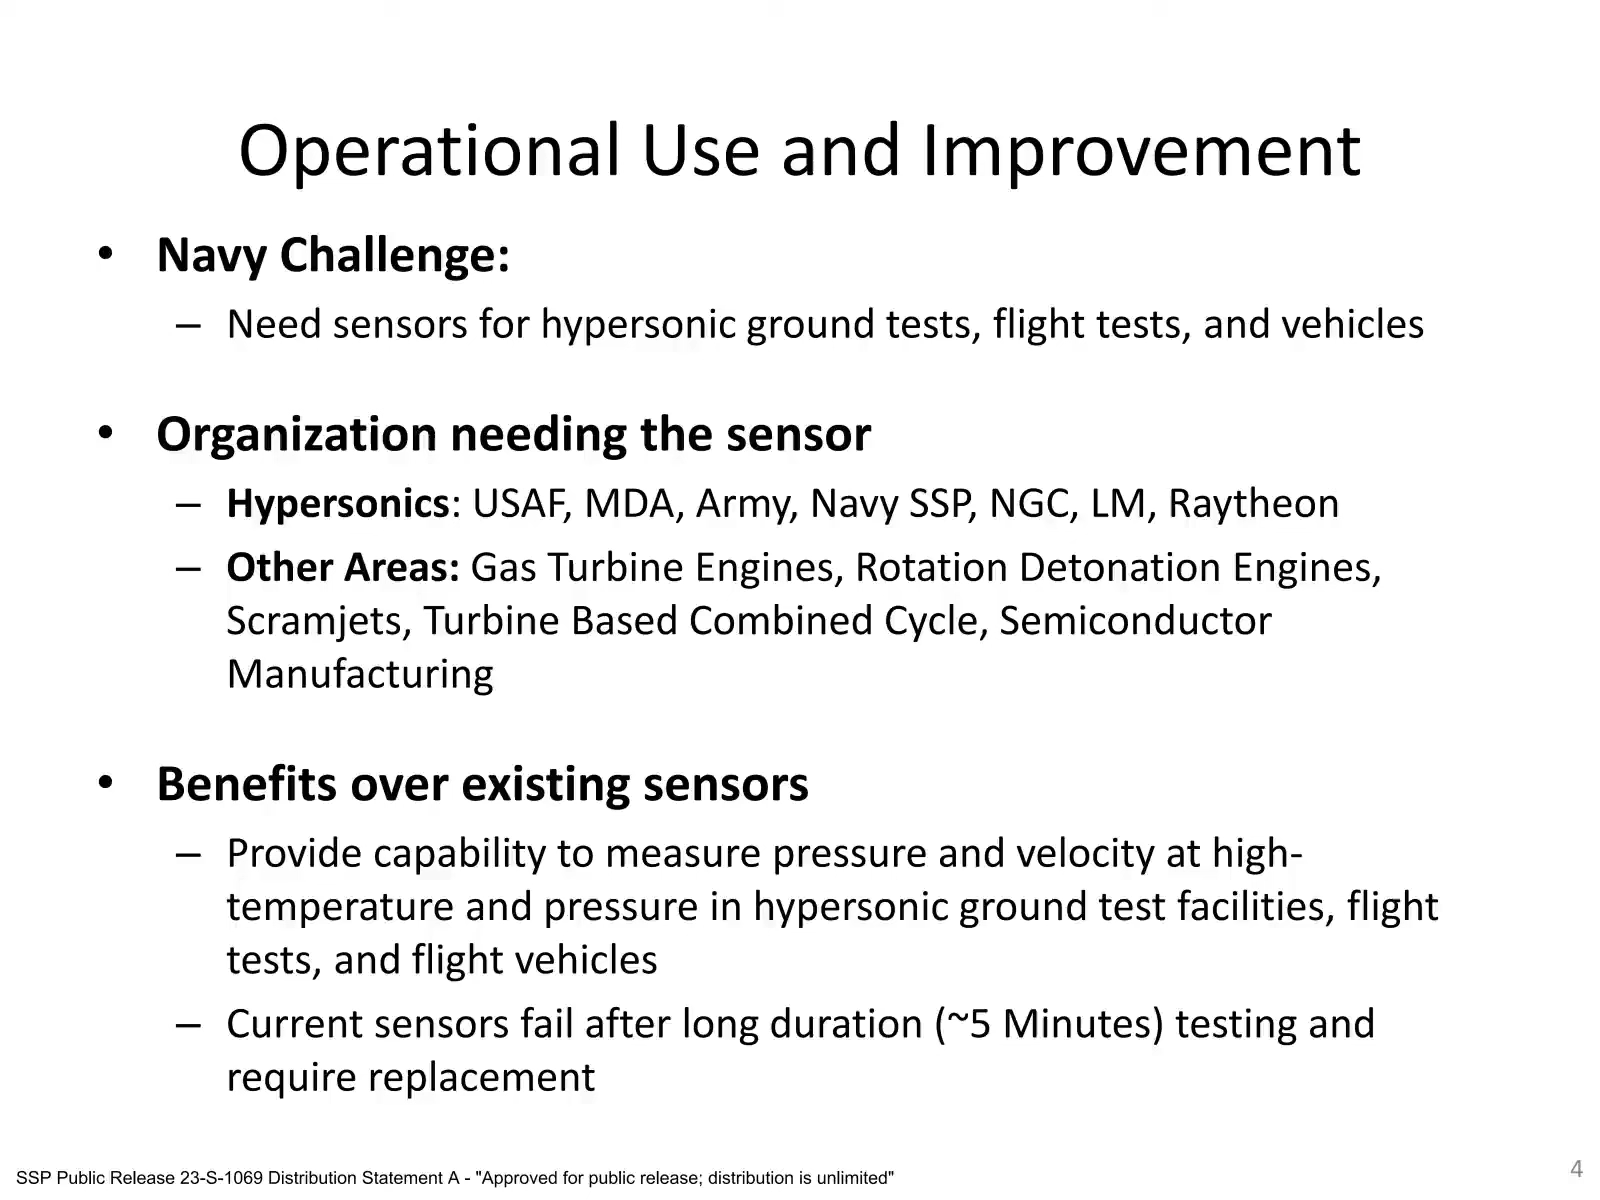 Operational Use and Improvement
• Navy Challenge:
– Need sensors for hypersonic ground tests, flight tests, and vehicles
• Organization needing the sensor
– Hypersonics: USAF, MDA, Army, Navy SSP, NGC, LM, Raytheon
– Other Areas: Gas Turbine Engines, Rotation Detonation Engines,
Scramjets, Turbine Based Combined Cycle, Semiconductor
Manufacturing
• Benefits over existing sensors
– Provide capability to measure pressure and velocity at high-
temperature and pressure in hypersonic ground test facilities, flight
tests, and flight vehicles
– Current sensors fail after long duration (~5 Minutes) testing and
require replacement
SSP Public Release 23-S-1069 Distribution Statement A - "Approved for public release; distribution is unlimited"
4